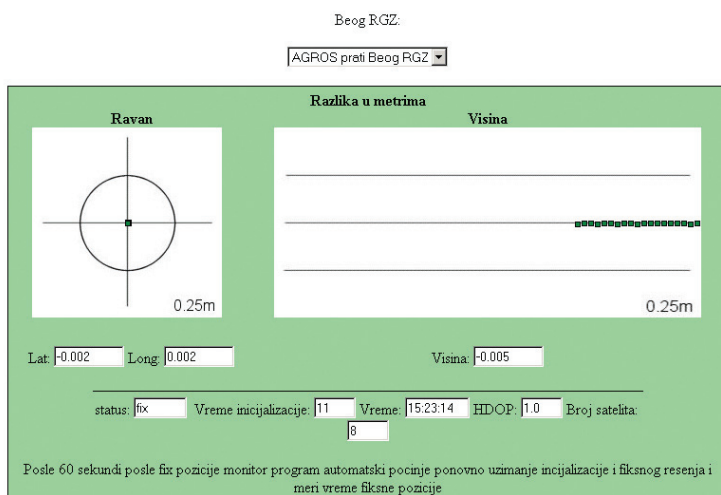 Beog RGZ:
AGROS prati Beog RGZ
Razlika u metrima
Ravan Visina
0.25m 0.25m
Lat: -0.002 Long: 0.002 Visina: -0.005
status: fix Vreme inicijalizacije: 11 Vreme: 15:23:14 HDOP: 1.0 Broj satelita:
8
Posle 60 sekundi posle fix pozicije monitor program automatski pocinje ponovno uzimanje incijalizacije i fiksnog resenja i
meri vreme fiksne pozicije